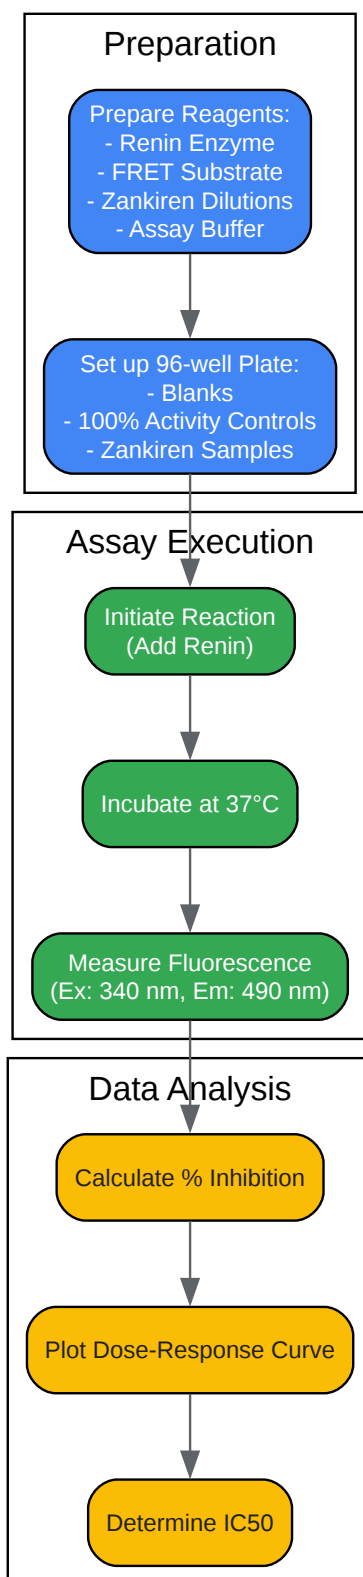 Preparation
Prepare Reagents:
- Renin Enzyme
- FRET Substrate
- Zankiren Dilutions
- Assay Buffer
Set up 96-well Plate:
- Blanks
- 100% Activity Controls
- Zankiren Samples
Assay Execution
Initiate Reaction
(Add Renin)
Incubate at 37°C
Measure Fluorescence
(Ex: 340 nm, Em: 490 nm)
Data Analysis
Calculate % Inhibition
Plot Dose-Response Curve
Determine IC50